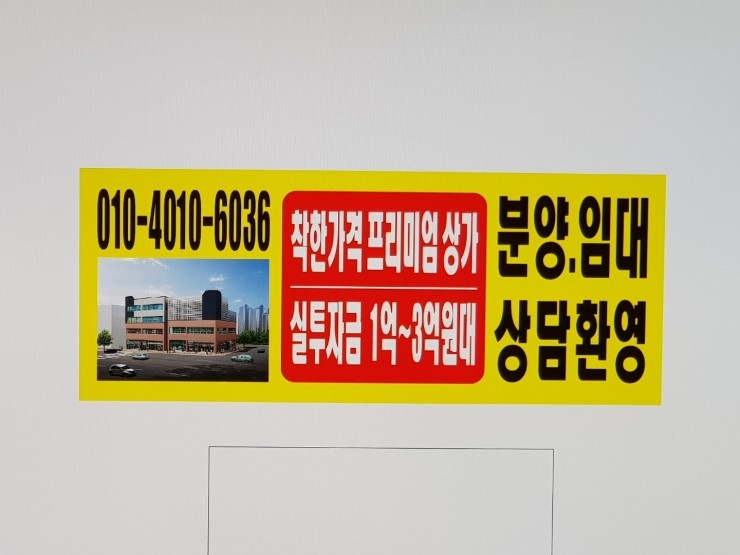 010-4010-6036
착한가격 프리미엄 상가
실투자금 1억~3억원대
분양.임대
상담환영